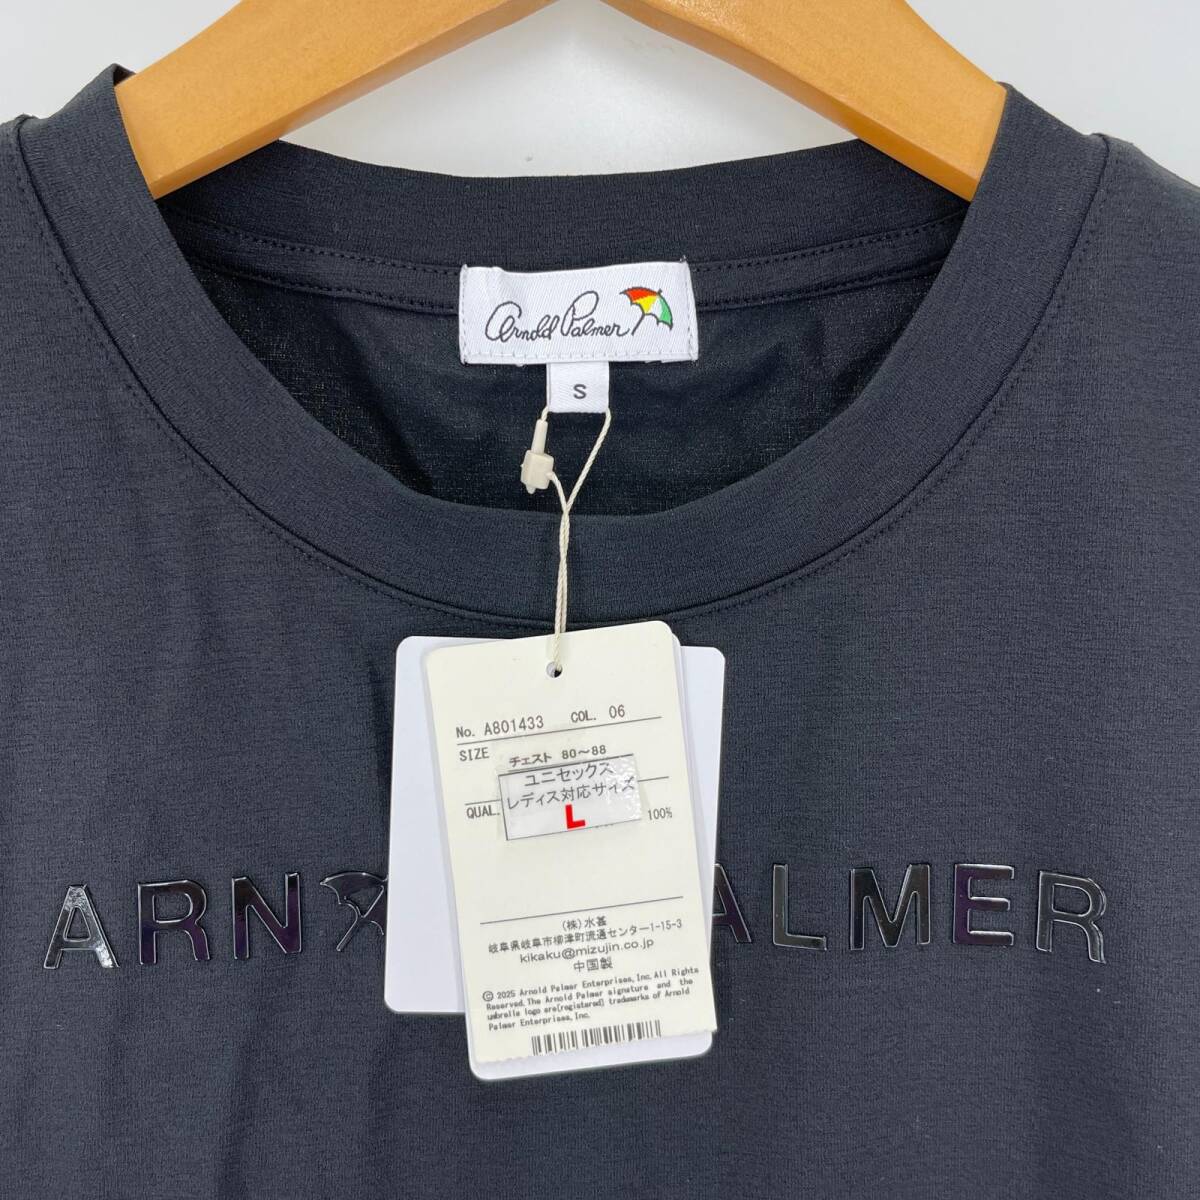 Arnold Palmer
S
No. A801433 COL. 06
SIZE チェスト 80～88
ユニセックス
レディス対応サイズ
L
QUAL. 100%
ARN PALMER
(株)水甚
岐阜県岐阜市柳津町流通センター1-15-3
kikaku@mizujin.co.jp
中国製
© 2025 Arnold Palmer Enterprises, Inc. All Rights
Reserved. The Arnold Palmer signature and the
umbrella logo are(registered) trademarks of Arnold
Palmer Enterprises, Inc.